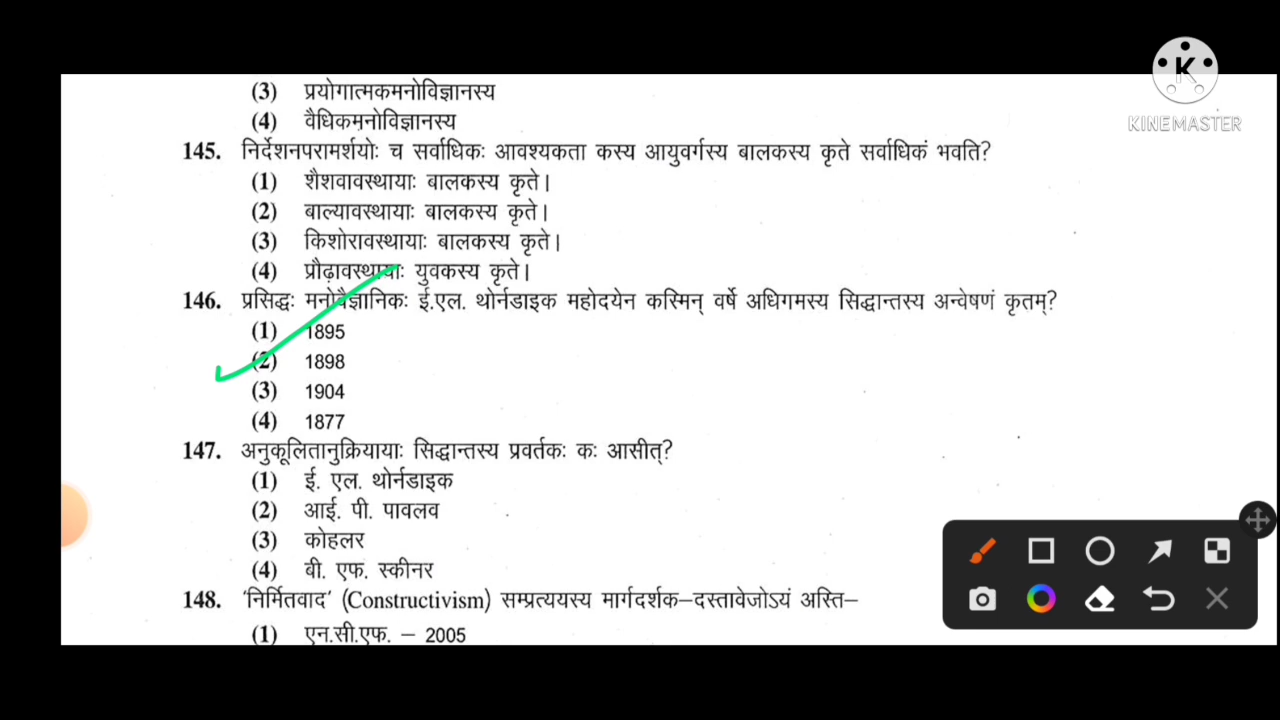 (3) प्रयोगात्मकमनोविज्ञानस्य
K
(4) वैधिकमनोविज्ञानस्य
KINEMASTER
145. निर्देशनपरामर्शयोः च सर्वाधिकः आवश्यकता कस्य आयुवर्गस्य बालकस्य कृते सर्वाधिकं भवति?
(1) शैशवावस्थायाः बालकस्य कृते।
(2) बाल्यावस्थायाः बालकस्य कृते।
(3) किशोरावस्थायाः बालकस्य कृते।
(4) प्रौढ़ावस्थायाः युवकस्य कृते।
146. प्रसिद्धः मनोवैज्ञानिकः ई.एल. थोर्नडाइक महोदयेन कस्मिन् वर्षे अधिगमस्य सिद्धान्तस्य अन्वेषणं कृतम्?
(1) 1895
(2) 1898
(3) 1904
(4) 1877
147. अनुकूलितानुक्रियायाः सिद्धान्तस्य प्रवर्तकः कः आसीत्?
(1) ई. एल. थोर्नडाइक
(2) आई. पी. पावलव
(3) कोहलर
(4) बी. एफ. स्कीनर
148. 'निर्मितवाद' (Constructivism) सम्प्रत्ययस्य मार्गदर्शक–दस्तावेजोऽयं अस्ति–
(1) एन.सी.एफ. – 2005